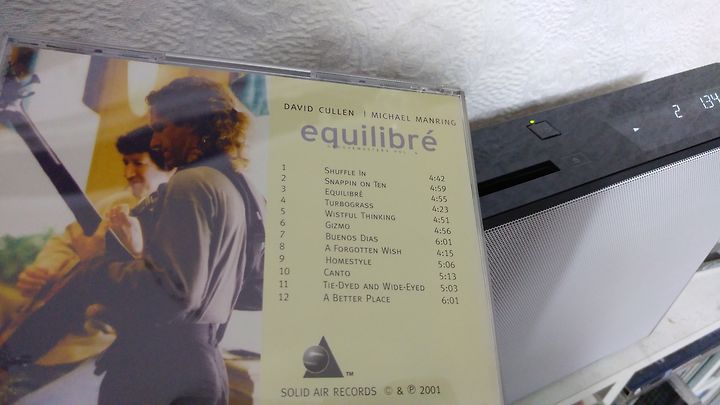 DAVID CULLEN | MICHAEL MANRING
equilibré
1 SHUFFLE IN 4:42
2 SNAPPIN ON TEN 4:59
3 EQUILIBRÉ 4:55
4 TURBOGRASS 4:23
5 WISTFUL THINKING 4:51
6 GIZMO 4:56
7 BUENOS DIAS 6:01
8 A FORGOTTEN WISH 4:15
9 HOMESTYLE 5:06
10 CANTO 5:13
11 TIE-DYED AND WIDE-EYED 5:03
12 A BETTER PLACE 6:01
TM
SOLID AIR RECORDS © & ℗ 2001
2 1:34